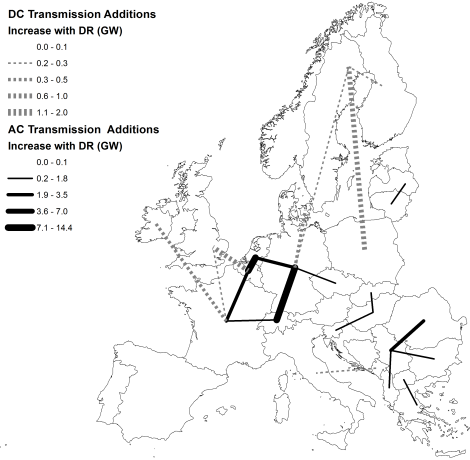 DC Transmission Additions
Increase with DR (GW)
0.0 - 0.1
0.2 - 0.3
0.3 - 0.5
0.6 - 1.0
1.1 - 2.0
AC Transmission Additions
Increase with DR (GW)
0.0 - 0.1
0.2 - 1.8
1.9 - 3.5
3.6 - 7.0
7.1 - 14.4